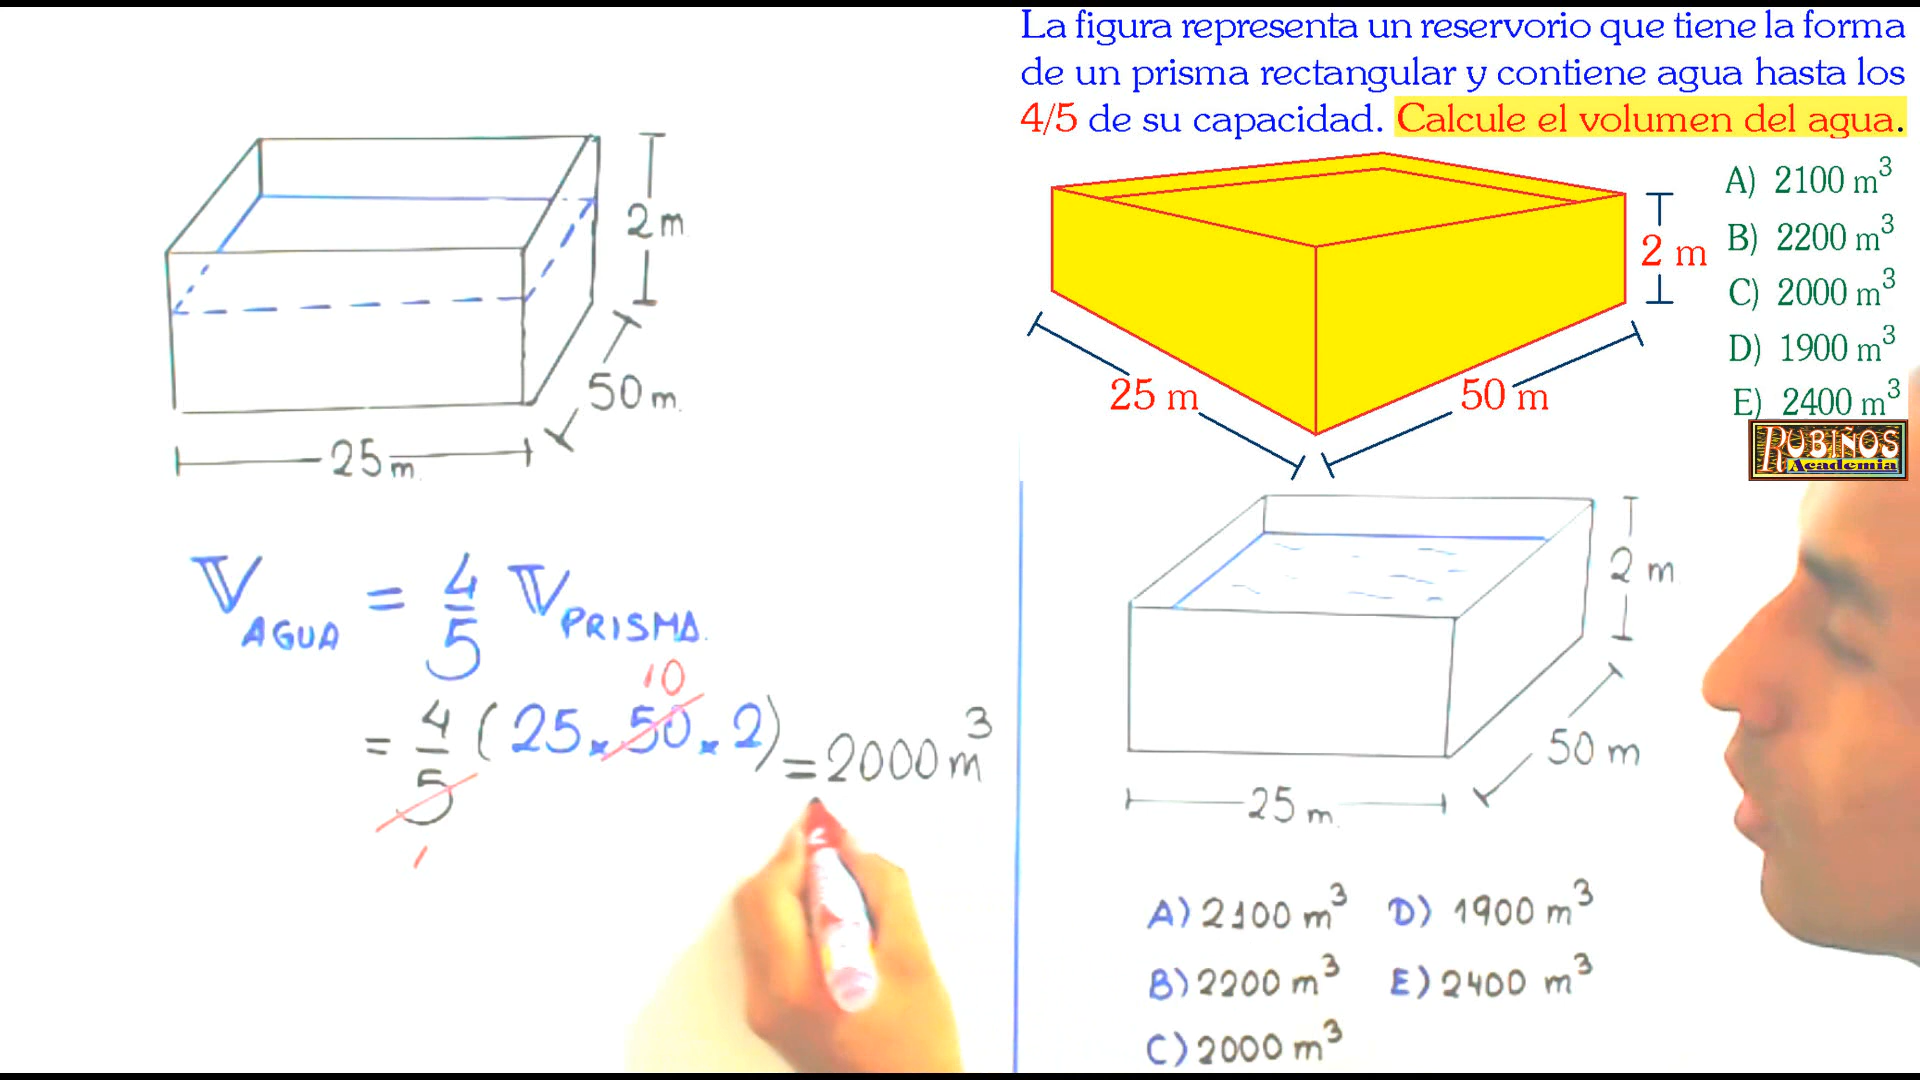 La figura representa un reservorio que tiene la forma
de un prisma rectangular y contiene agua hasta los
4/5 de su capacidad. Calcule el volumen del agua.
A) 2100 m³
B) 2200 m³
C) 2000 m³
D) 1900 m³
E) 2400 m³
2 m
25 m
50 m
RUBIÑOS
Academia
2 m
50 m.
25 m.
V AGUA = 4/5 V PRISMA.
= 4/5 (25 x 50 x 2) = 2000 m³
10
1
2 m
50 m
25 m.
A) 2100 m³ D) 1900 m³
B) 2200 m³ E) 2400 m³
C) 2000 m³